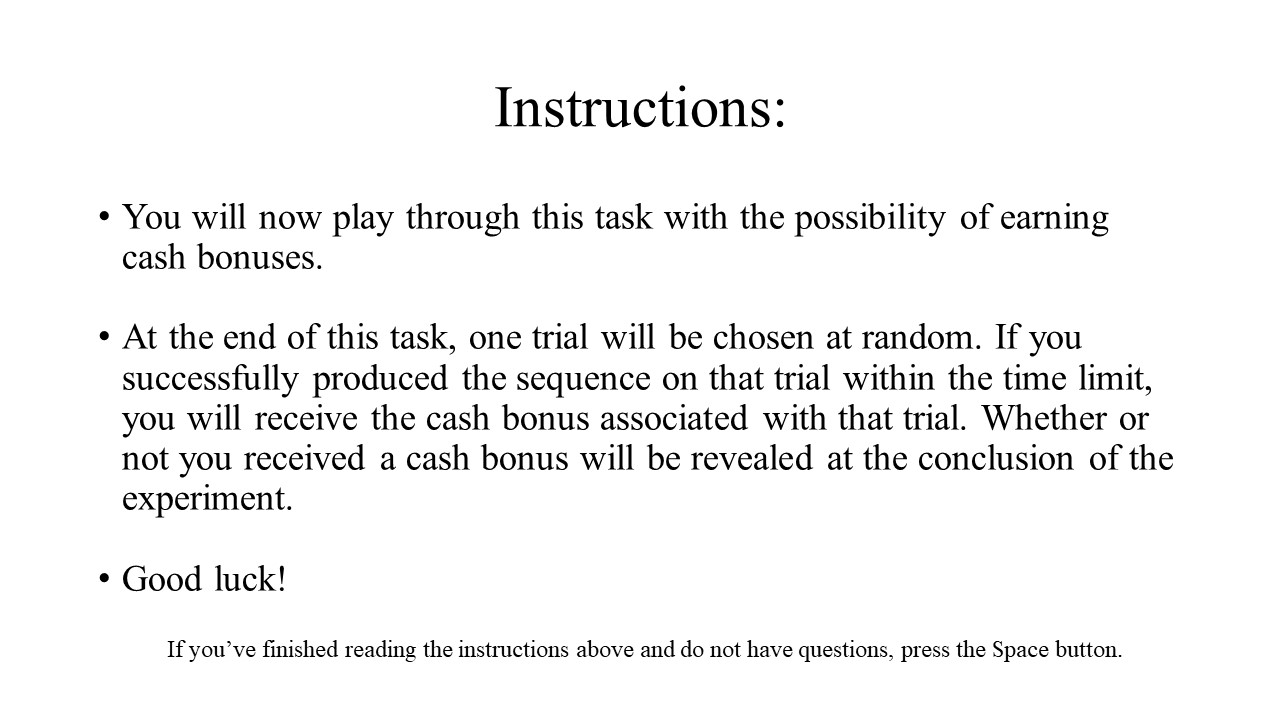 Instructions:
• You will now play through this task with the possibility of earning
cash bonuses.
• At the end of this task, one trial will be chosen at random. If you
successfully produced the sequence on that trial within the time limit,
you will receive the cash bonus associated with that trial. Whether or
not you received a cash bonus will be revealed at the conclusion of the
experiment.
• Good luck!
If you’ve finished reading the instructions above and do not have questions, press the Space button.